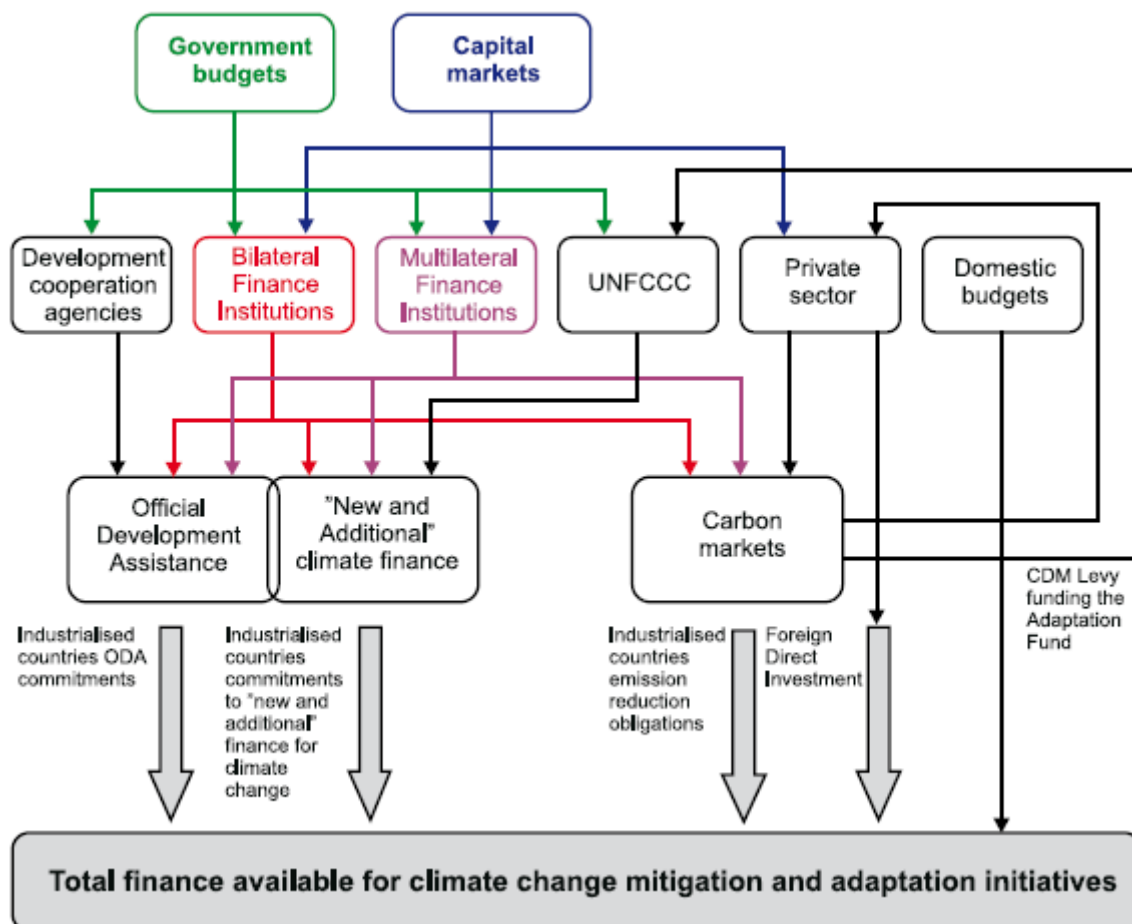 Government
budgets
Capital
markets
Development
cooperation
agencies
Bilateral
Finance
Institutions
Multilateral
Finance
Institutions
UNFCCC
Private
sector
Domestic
budgets
Official
Development
Assistance
"New and
Additional"
climate finance
Carbon
markets
CDM Levy
funding the
Adaptation
Fund
Industrialised
countries ODA
commitments
Industrialised
countries
commitments
to "new and
additional"
finance for
climate
change
Industrialised
countries
emission
reduction
obligations
Foreign
Direct
Investment
Total finance available for climate change mitigation and adaptation initiatives